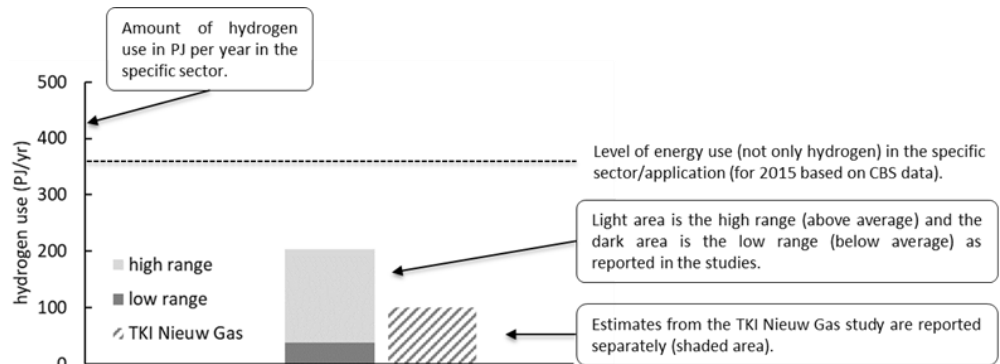 Amount of hydrogen
use in PJ per year in the
specific sector.
500
400
300
200
100
0
hydrogen use (PJ/yr)
high range
low range
TKI Nieuw Gas
Level of energy use (not only hydrogen) in the specific
sector/application (for 2015 based on CBS data).
Light area is the high range (above average) and the
dark area is the low range (below average) as
reported in the studies.
Estimates from the TKI Nieuw Gas study are reported
separately (shaded area).